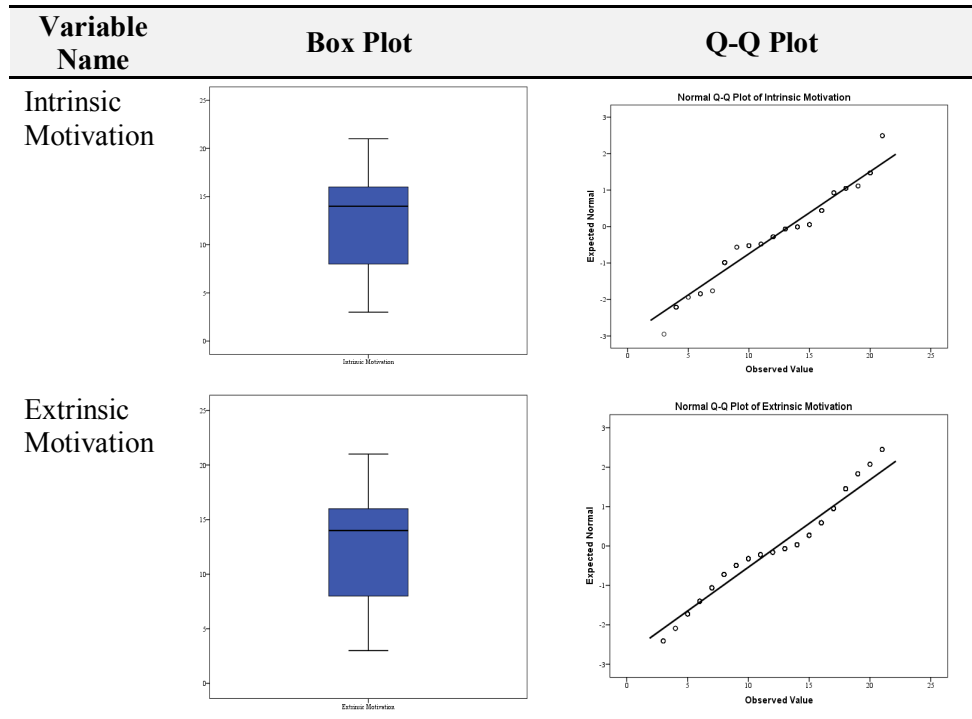 Variable Name
Box Plot
Q-Q Plot
Intrinsic
Motivation
25
20
15
10
5
0
Intrinsic Motivation
Normal Q-Q Plot of Intrinsic Motivation
Expected Normal
3
2
1
0
-1
-2
-3
0 5 10 15 20 25
Observed Value
Extrinsic
Motivation
25
20
15
10
5
0
Extrinsic Motivation
Normal Q-Q Plot of Extrinsic Motivation
Expected Normal
3
2
1
0
-1
-2
-3
0 5 10 15 20 25
Observed Value